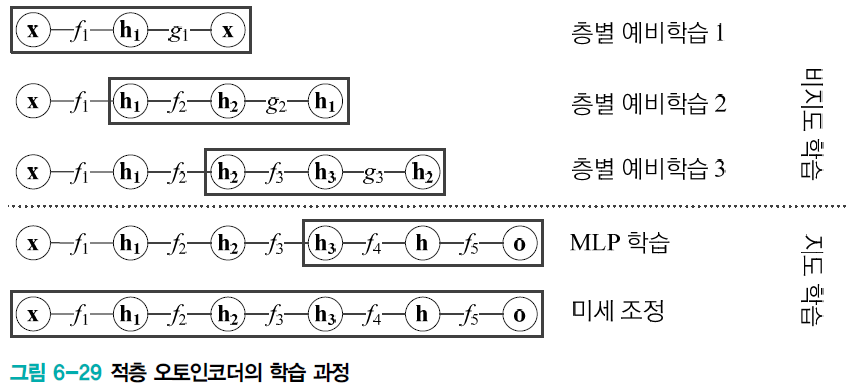 x f₁ h₁ g₁ x 층별 예비학습 1
x f₁ h₁ f₂ h₂ g₂ h₁ 층별 예비학습 2
x f₁ h₁ f₂ h₂ f₃ h₃ g₃ h₂ 층별 예비학습 3
비지도 학습
x f₁ h₁ f₂ h₂ f₃ h₃ f₄ h f₅ o MLP 학습
x f₁ h₁ f₂ h₂ f₃ h₃ f₄ h f₅ o 미세 조정
지도 학습
그림 6-29 적층 오토인코더의 학습 과정